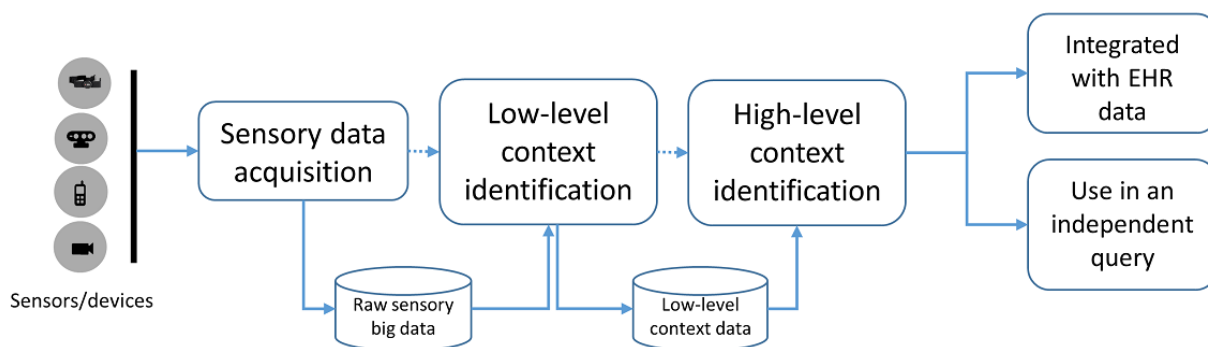 Sensors/devices
Sensory data
acquisition
Raw sensory
big data
Low-level
context
identification
Low-level
context data
High-level
context
identification
Integrated
with EHR
data
Use in an
independent
query